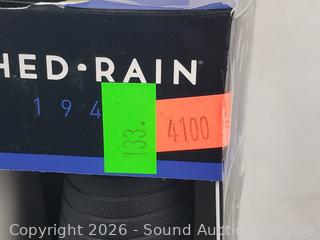 HED•RAIN
194
133.
4100
Copyright 2026 - Sound Auction Service